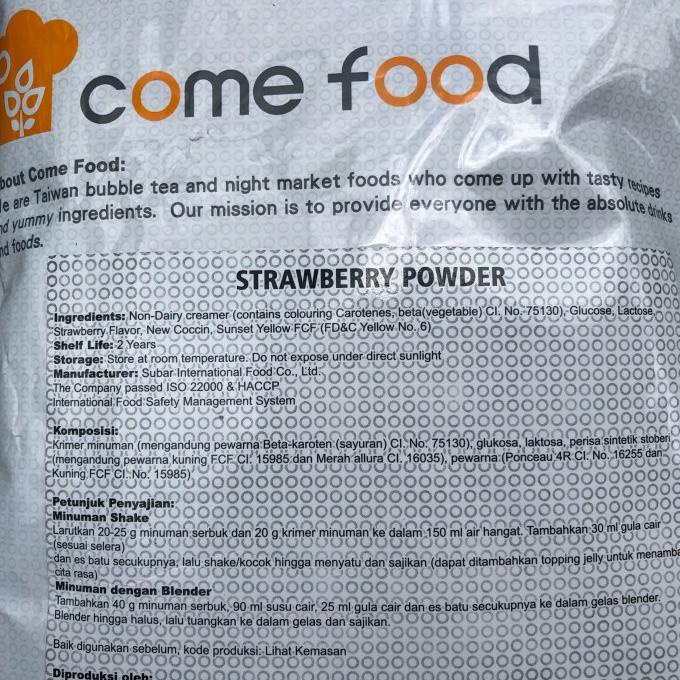 come food
About Come Food:
We are Taiwan bubble tea and night market foods who come up with tasty recipes
and yummy ingredients. Our mission is to provide everyone with the absolute drinks
and foods.
STRAWBERRY POWDER
Ingredients: Non-Dairy creamer (contains colouring Carotenes, beta(vegetable) CI. No. 75130), Glucose, Lactose,
Strawberry Flavor, New Coccin, Sunset Yellow FCF (FD&C Yellow No. 6)
Shelf Life: 2 Years
Storage: Store at room temperature. Do not expose under direct sunlight
Manufacturer: Subar International Food Co., Ltd.
The Company passed ISO 22000 & HACCP
International Food Safety Management System
Komposisi:
Krimer minuman (mengandung pewarna Beta-karoten (sayuran) CI. No. 75130), glukosa, laktosa, perisa sintetik stoberi
(mengandung pewarna kuning FCF CI. 15985 dan Merah allura CI. 16035), pewarna (Ponceau 4R CI. No. 16255 dan
Kuning FCF CI. No. 15985)
Petunjuk Penyajian:
Minuman Shake
Larutkan 20-25 g minuman serbuk dan 20 g krimer minuman ke dalam 150 ml air hangat. Tambahkan 30 ml gula cair
(sesuai selera)
dan es batu secukupnya, lalu shake/kocok hingga menyatu dan sajikan (dapat ditambahkan topping jelly untuk menamba
cita rasa)
Minuman dengan Blender
Tambahkan 40 g minuman serbuk, 90 ml susu cair, 25 ml gula cair dan es batu secukupnya ke dalam gelas blender.
Blender hingga halus, lalu tuangkan ke dalam gelas dan sajikan.
Baik digunakan sebelum, kode produksi: Lihat Kemasan
Diproduksi oleh: